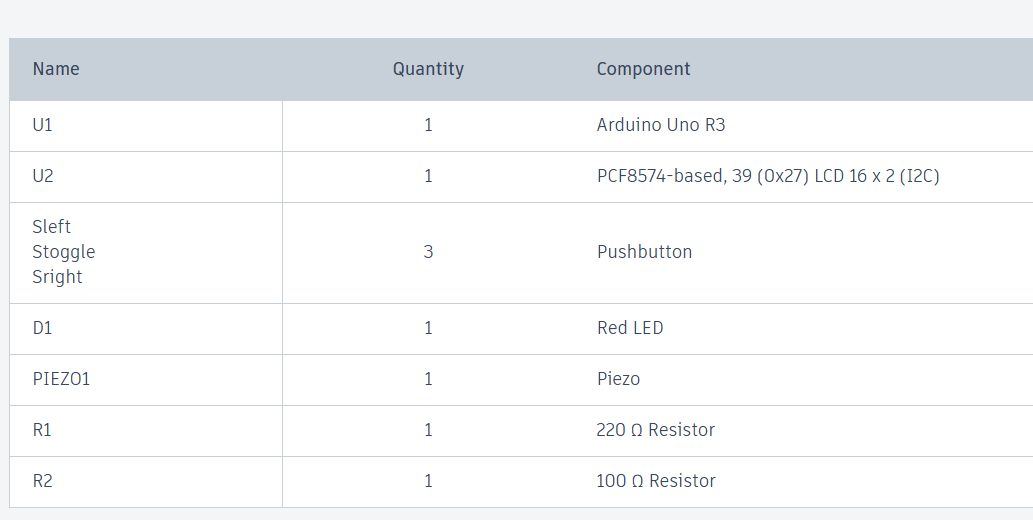 Name Quantity Component
U1 1 Arduino Uno R3
U2 1 PCF8574-based, 39 (0x27) LCD 16 x 2 (I2C)
Sleft
Stoggle 3 Pushbutton
Sright
D1 1 Red LED
PIEZO1 1 Piezo
R1 1 220 Ω Resistor
R2 1 100 Ω Resistor